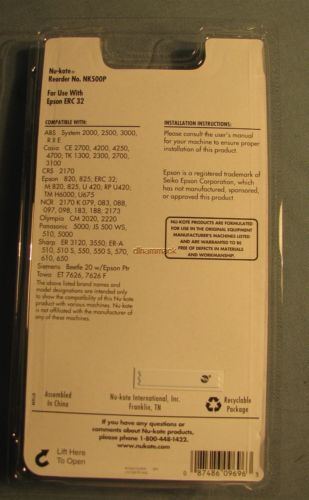 Nu-kote®
Reorder No. NK500P
For Use With
Epson ERC 32
COMPATIBLE WITH:
ABS System 2000, 2500, 3000,
R II E
Casio CE 2700, 4200, 4250,
4700; TK 1300, 2300, 2700,
3100
CRS 2170
Epson 820, 825; ERC 32;
M 820, 825, U 420; RP U420;
TM H6000; U675
NCR 2170 K 079, 083, 088,
097, 098, 183, 188; 2173
Olympia CM 2020, 2220
Panasonic 5000; JS 500 WS,
510, 5000
Sharp ER 3120, 3550; ER-A
510, 510 S, 550, 550 S, 570,
610, 650
Siemens Beetle 20 w/Epson Ptr
Towa ET 7626, 7626 F
The above listed brand names and
model designations are intended
to show the compatibility of this Nu-
kote product with various
machines only. Nu-kote is
not affiliated with the
manufacturer of any of
these machines.
INSTALLATION INSTRUCTIONS:
Please consult the user's manual
for your machine to ensure proper
installation of this product.
Epson is a registered trademark of
Seiko Epson Corporation, which
has not manufactured, sponsored,
or approved this product.
NU-KOTE PRODUCTS ARE FORMULATED
FOR USE IN THE ORIGINAL EQUIPMENT
MANUFACTURER'S MACHINES LISTED
AND ARE WARRANTED TO BE
FREE OF DEFECTS IN MATERIALS
AND WORKMANSHIP.
dlhammack
Assembled
In China
Nu-kote International, Inc.
Franklin, TN
Recyclable
Package
If you have any questions or
comments about Nu-kote products,
please phone 1-800-448-1422.
www.nukote.com
Lift Here
To Open
0 87486 09696 5